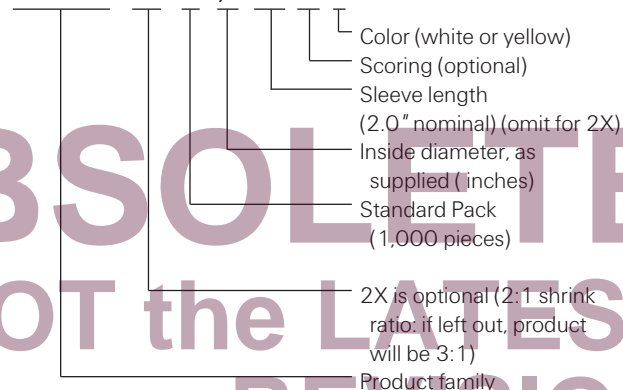 Color (white or yellow)
Scoring (optional)
Sleeve length
(2.0" nominal) (omit for 2X)
Inside diameter, as
supplied ( inches)
Standard Pack
(1,000 pieces)
2X is optional (2:1 shrink
ratio: if left out, product
will be 3:1)
Product family
BSOLETE
OT the LATES